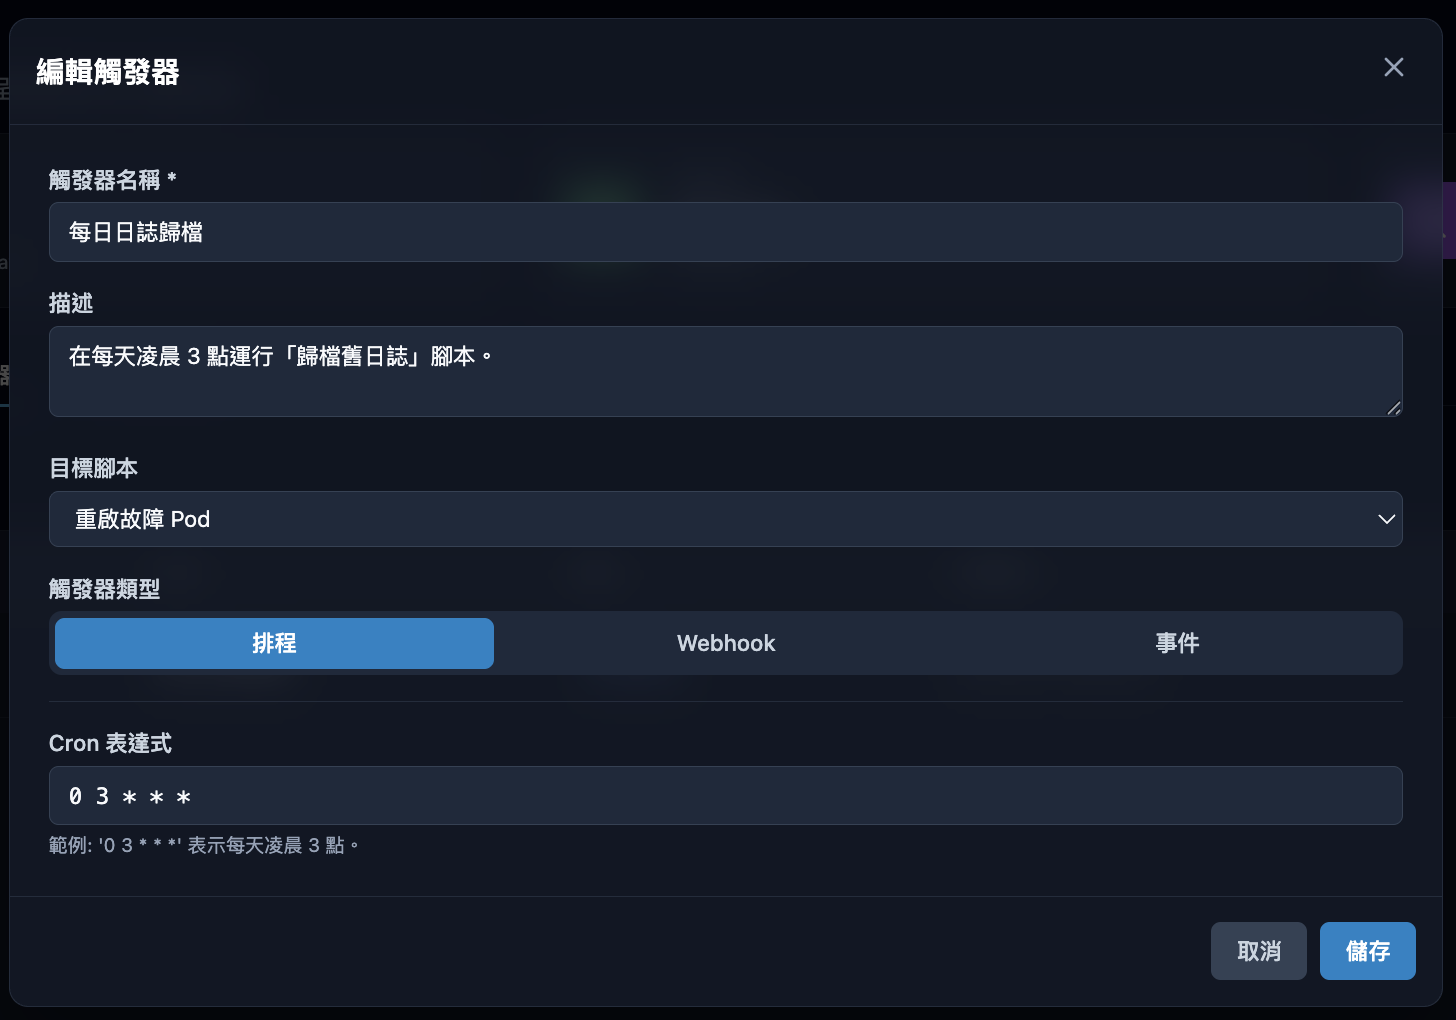 編輯觸發器
觸發器名稱 *
每日日誌歸檔
描述
在每天凌晨 3 點運行「歸檔舊日誌」腳本。
目標腳本
重啟故障 Pod
觸發器類型
排程
Webhook
事件
Cron 表達式
0 3 * * *
範例: '0 3 * * *' 表示每天凌晨 3 點。
取消
儲存